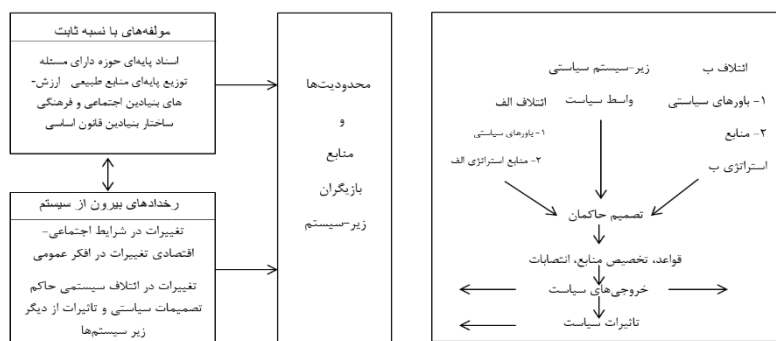 مولفه‌های با نسبه ثابت
اسناد پایه‌ای حوزه دارای مسئله
توزیع پایه‌ای منابع طبیعی  ارزش-
های بنیادین اجتماعی و فرهنگی
ساختار بنیادین قانون اساسی
رخدادهای بیرون از سیستم
تغییرات در شرایط اجتماعی-
اقتصادی تغییرات در افکر عمومی
تغییرات در ائتلاف سیستمی حاکم
تصمیمات سیاستی و تاثیرات از دیگر
زیر سیستم‌ها
محدودیت‌ها
و
منابع
بازیگران
زیر-سیستم
ائتلاف ب
۱- باورهای سیاستی
۲- منابع
استراتژی ب
زیر-سیستم سیاستی
واسط سیاست
ائتلاف الف
۱- باورهای سیاستی
۲- منابع استراتژی الف
تصمیم حاکمان
قواعد، تخصیص منابع، انتصابات
خروجی‌های سیاست
تاثیرات سیاست